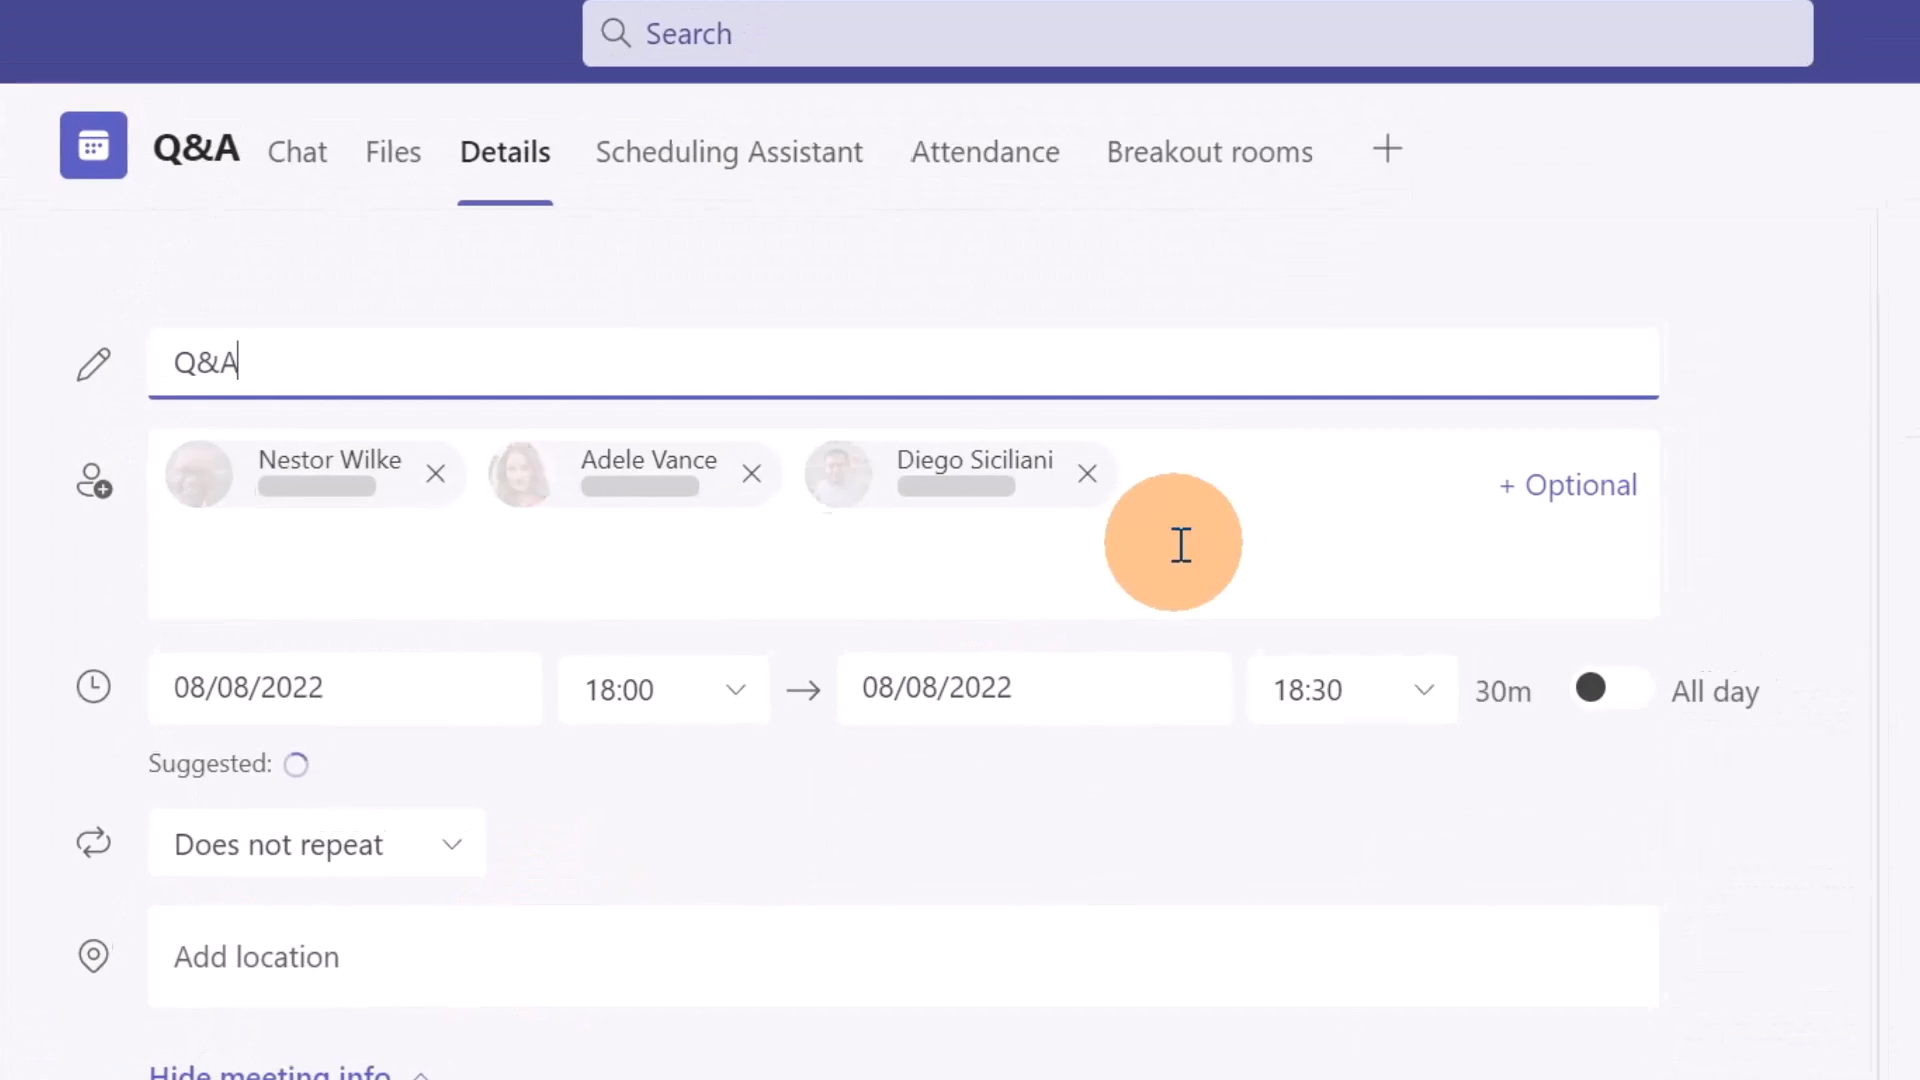 Search
Q&A Chat Files Details Scheduling Assistant Attendance Breakout rooms
Q&A
Nestor Wilke Adele Vance Diego Siciliani
+ Optional
08/08/2022 18:00 08/08/2022 18:30 30m All day
Suggested:
Does not repeat
Add location
Hide meeting info